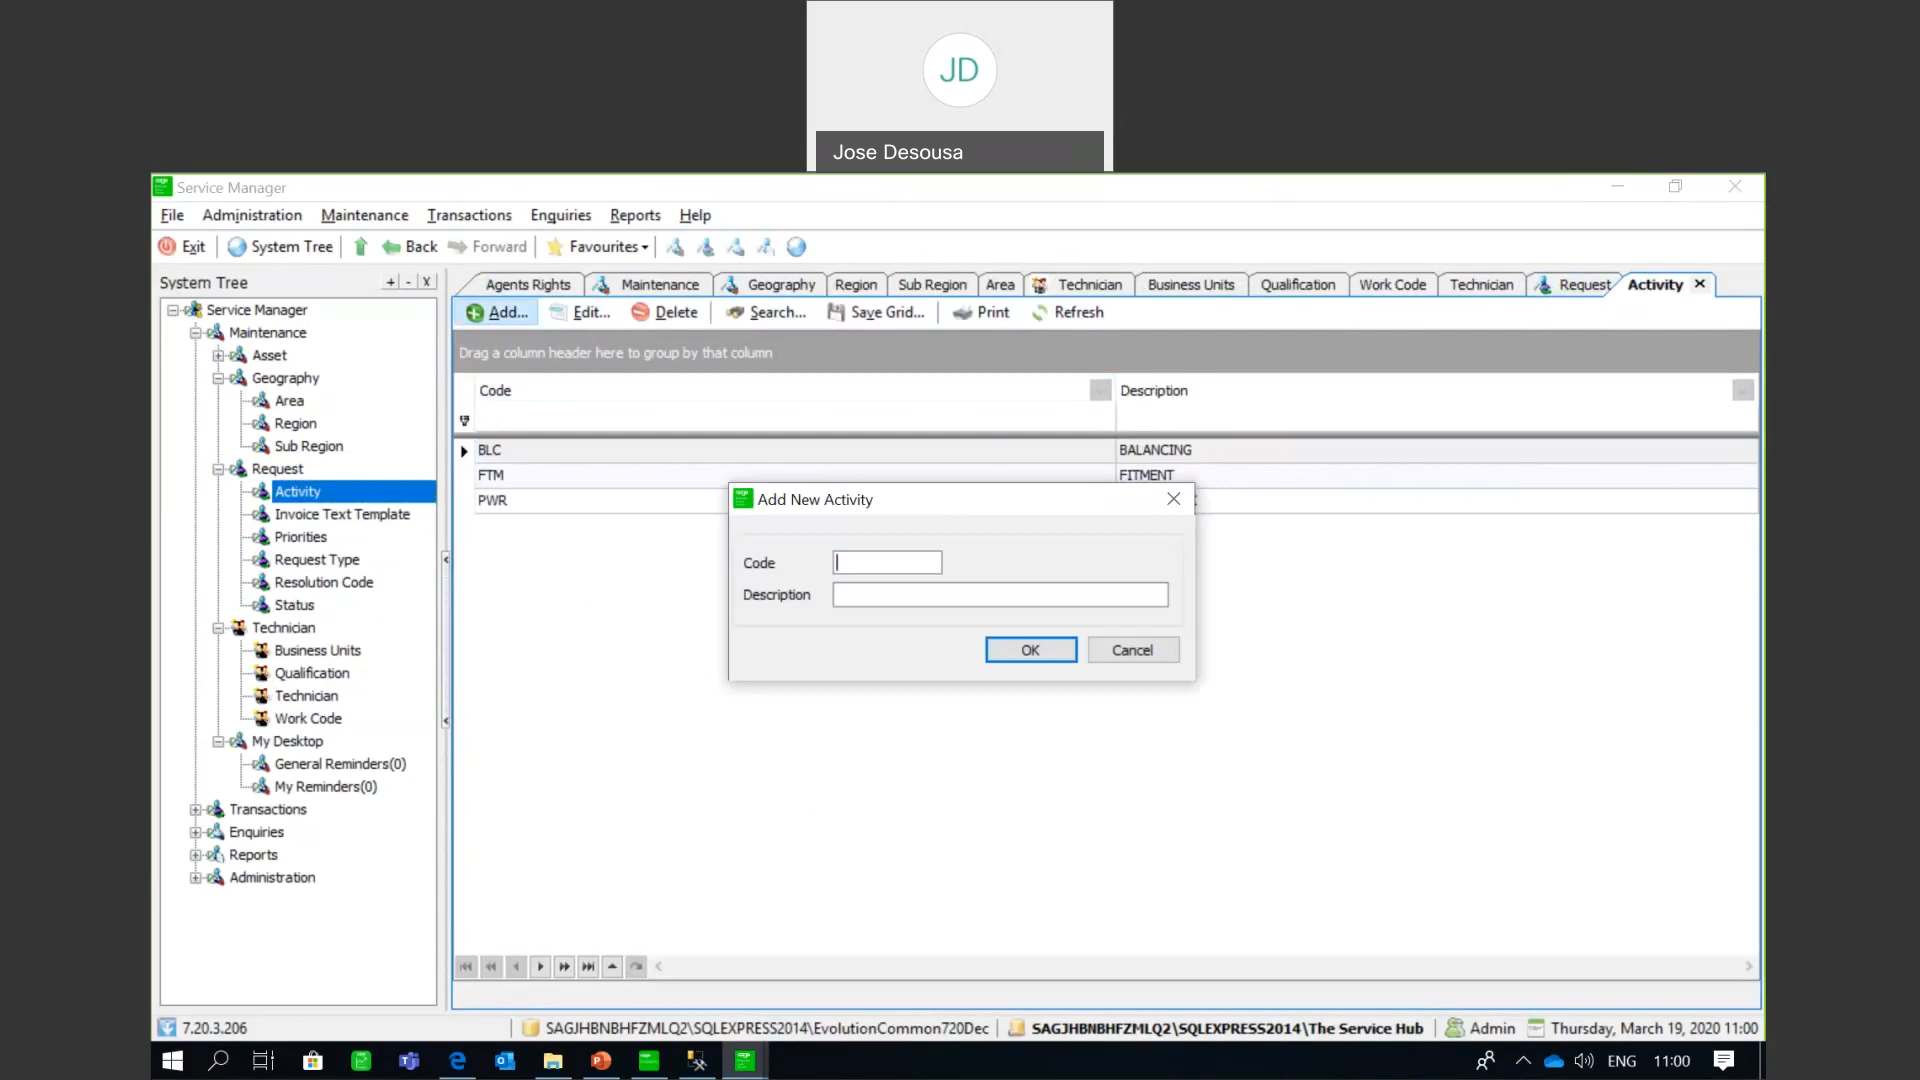 JD
Jose Desousa
Service Manager
File Administration Maintenance Transactions Enquiries Reports Help
Exit System Tree Back Forward Favourites
System Tree + - X
Agents Rights Maintenance Geography Region Sub Region Area Technician Business Units Qualification Work Code Technician Request Activity
Add... Edit... Delete Search... Save Grid... Print Refresh
Drag a column header here to group by that column
Code Description
BLC BALANCING
FTM FITMENT
PWR
Service Manager
Maintenance
Asset
Geography
Area
Region
Sub Region
Request
Activity
Invoice Text Template
Priorities
Request Type
Resolution Code
Status
Technician
Business Units
Qualification
Technician
Work Code
My Desktop
General Reminders(0)
My Reminders(0)
Transactions
Enquiries
Reports
Administration
Add New Activity
Code
Description
OK Cancel
7.20.3.206 SAGJHBNBHFZMLQ2\SQLEXPRESS2014\EvolutionCommon720Dec SAGJHBNBHFZMLQ2\SQLEXPRESS2014\The Service Hub Admin Thursday, March 19, 2020 11:00
ENG 11:00